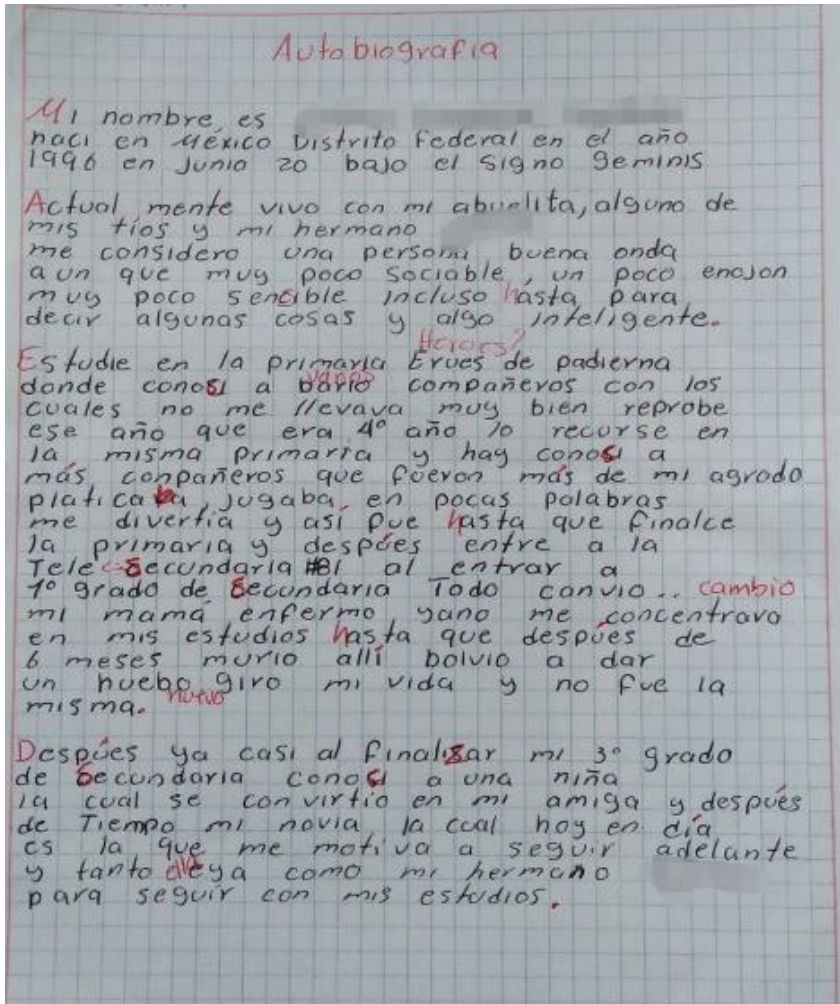 Autobiografia
Mi nombre, es
naci en México Distrito Federal en el año
1996 en Junio 20 bajo el signo geminis
Actual mente vivo con mi abuelita, alguno de
mis tíos y mi hermano
me considero una persona buena onda
a un que muy poco sociable, un poco enojon
muy poco sencible incluso hasta para
decir algunas cosas y algo inteligente.
Heroes?
Estudie en la primaria Erues de padierna
varios
donde conosi a bario compañeros con los
cuales no me llevava muy bien reprobe
ese año que era 4° año lo recurse en
la misma primaria y hay conosi a
más conpañeros que fueron más de mi agrado
platicaba, jugaba, en pocas palabras
me divertía y así pue hasta que finalce
la primaria y despúes entre a la
Tele Secundaria #81 al entrar a
1° grado de Secundaria Todo canvio.. cambio
mi mamá enfermo yano me concentrava
en mis estudios hasta que despúes de
6 meses murio allí bolvio a dar
un huebo giro mi vida y no fue la
nuevo
misma.
Despúes ya casi al finalizar mi 3° grado
de Secundaria conosi a una niña
la cual se convirtio en mi amiga y despúes
de Tiempo mi novia, la cual hoy en día
es la que me motiva a seguir adelante
y tanto ella como mi hermano
para seguir con mis estudios.